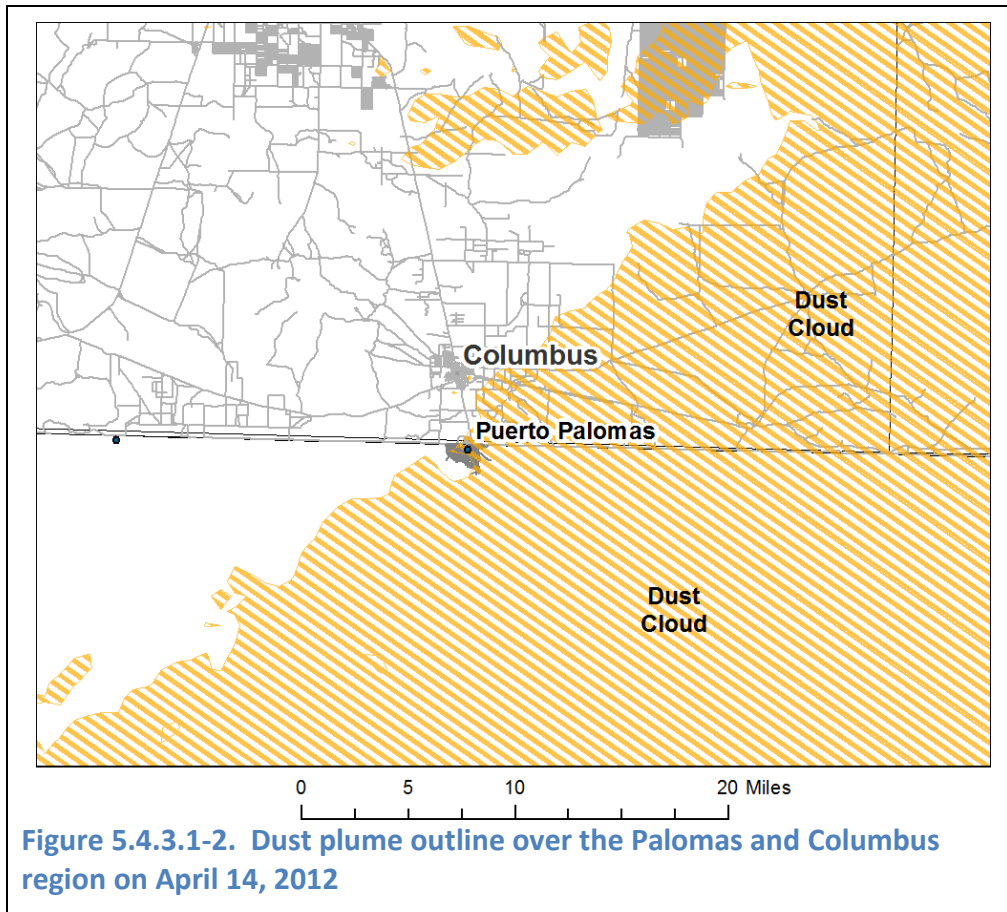 Dust
Cloud
Columbus
Puerto Palomas
Dust
Cloud
0 5 10 20 Miles
Figure 5.4.3.1-2. Dust plume outline over the Palomas and Columbus
region on April 14, 2012